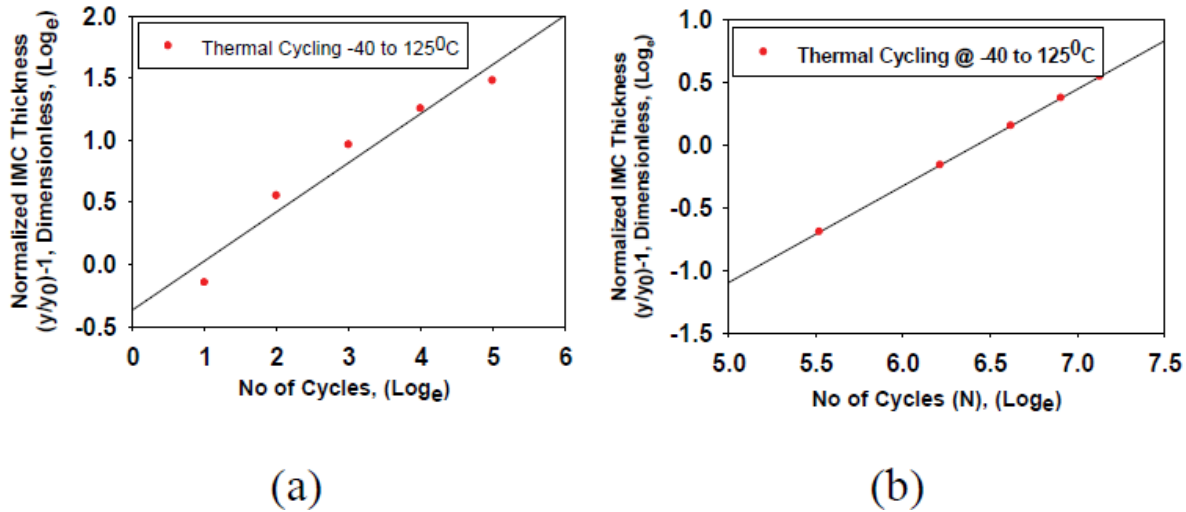 Normalized IMC Thickness
(y/y0)-1, Dimensionless, (Loge)
2.0
1.5
1.0
0.5
0.0
-0.5
Thermal Cycling -40 to 125⁰C
0 1 2 3 4 5 6
No of Cycles, (Loge)
(a)
Normalized IMC Thickness
(y/y0)-1, Dimensionless, (Loge)
1.0
0.5
0.0
-0.5
-1.0
-1.5
Thermal Cycling @ -40 to 125⁰C
5.0 5.5 6.0 6.5 7.0 7.5
No of Cycles (N), (Loge)
(b)